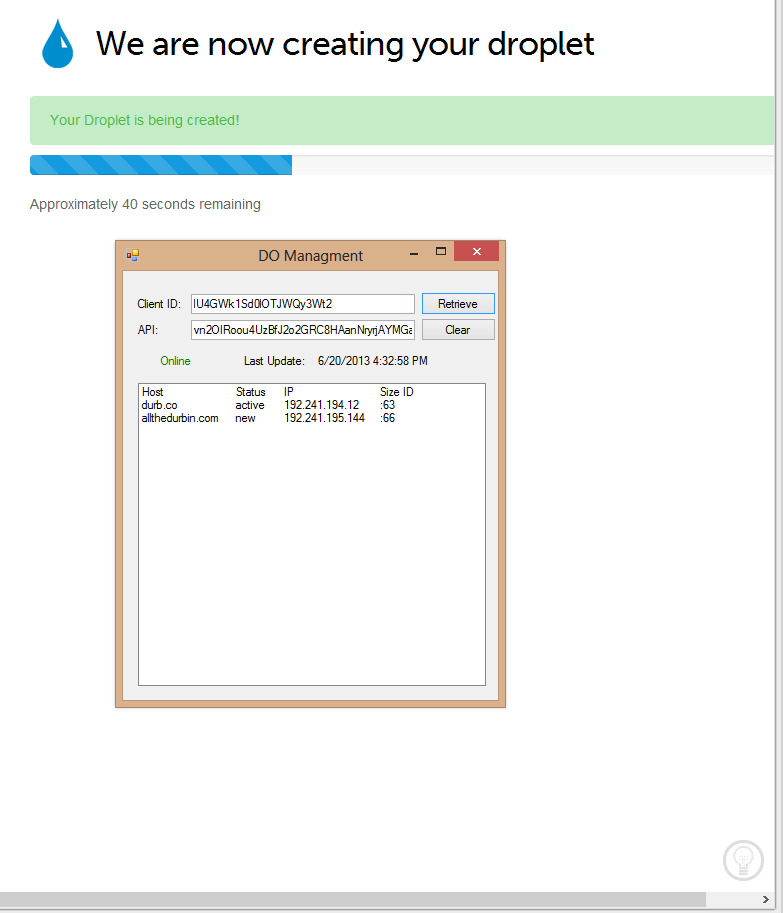 We are now creating your droplet
Your Droplet is being created!
Approximately 40 seconds remaining
DO Managment
Client ID: Retrieve
API: Clear
Online Last Update: 6/20/2013 4:32:58 PM
Host Status IP Size ID
durb.co active 192.241.194.12 :63
allthedurbin.com new 192.241.195.144 :66